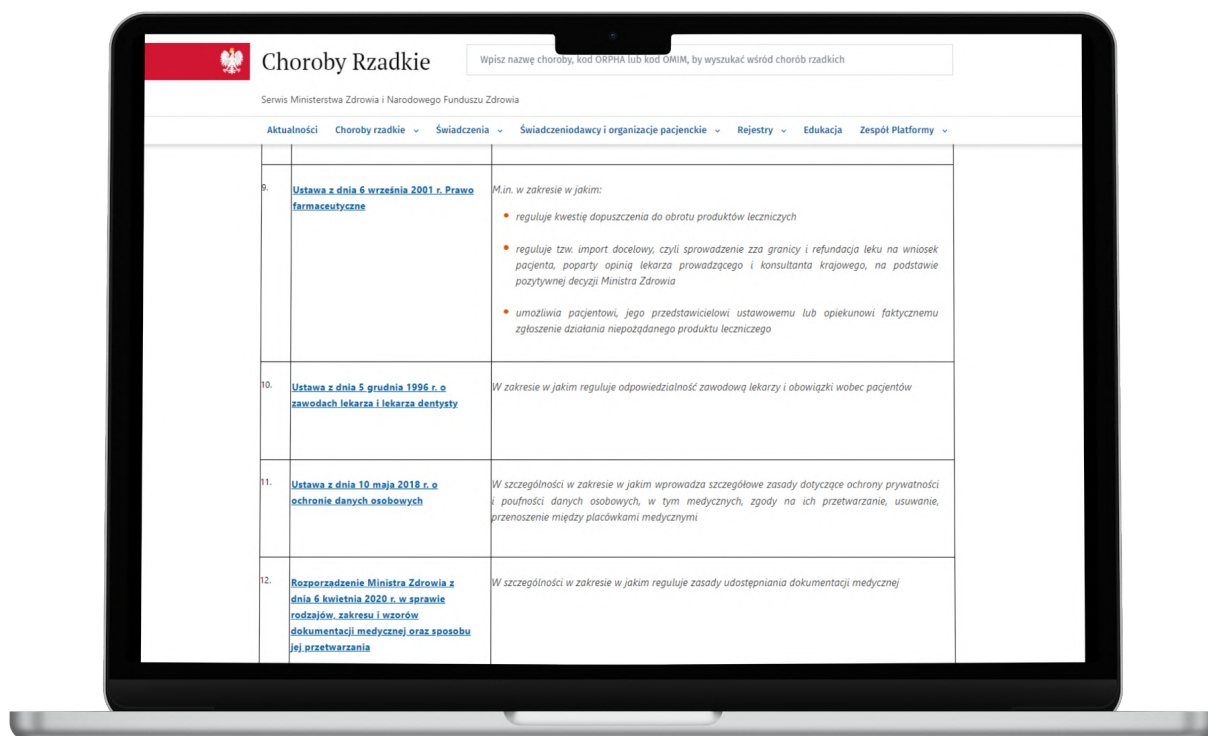 Choroby Rzadkie
Wpisz nazwę choroby, kod ORPHA lub kod OMIM, by wyszukać wśród chorób rzadkich
Serwis Ministerstwa Zdrowia i Narodowego Funduszu Zdrowia
Aktualności Choroby rzadkie Świadczenia Świadczeniodawcy i organizacje pacjenckie Rejestry Edukacja Zespół Platformy
9.
Ustawa z dnia 6 września 2001 r. Prawo
farmaceutyczne
M.in. w zakresie w jakim:
• reguluje kwestię dopuszczenia do obrotu produktów leczniczych
• reguluje tzw. import docelowy, czyli sprowadzenie zza granicy i refundacja leku na wniosek
pacjenta, poparty opinią lekarza prowadzącego i konsultanta krajowego, na podstawie
pozytywnej decyzji Ministra Zdrowia
• umożliwia pacjentowi, jego przedstawicielowi ustawowemu lub opiekunowi faktycznemu
zgłoszenie działania niepożądanego produktu leczniczego
10.
Ustawa z dnia 5 grudnia 1996 r. o
zawodach lekarza i lekarza dentysty
W zakresie w jakim reguluje odpowiedzialność zawodową lekarzy i obowiązki wobec pacjentów
11.
Ustawa z dnia 10 maja 2018 r. o
ochronie danych osobowych
W szczególności w zakresie w jakim wprowadza szczegółowe zasady dotyczące ochrony prywatności
i poufności danych osobowych, w tym medycznych, zgody na ich przetwarzanie, usuwanie,
przenoszenie między placówkami medycznymi
12.
Rozporządzenie Ministra Zdrowia z
dnia 6 kwietnia 2020 r. w sprawie
rodzajów, zakresu i wzorów
dokumentacji medycznej oraz sposobu
jej przetwarzania
W szczególności w zakresie w jakim reguluje zasady udostępniania dokumentacji medycznej